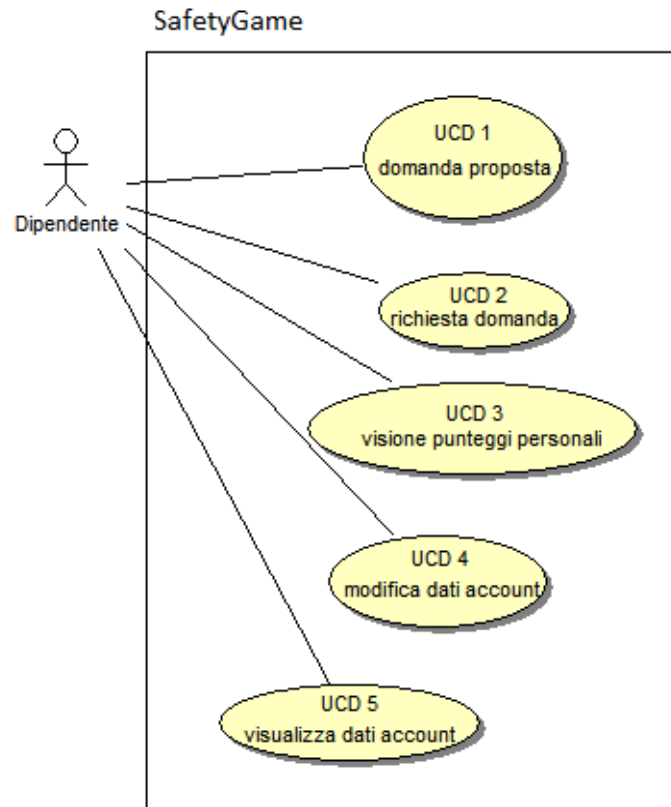 SafetyGame
UCD 1
domanda proposta
Dipendente
UCD 2
richiesta domanda
UCD 3
visione punteggi personali
UCD 4
modifica dati account
UCD 5
visualizza dati account